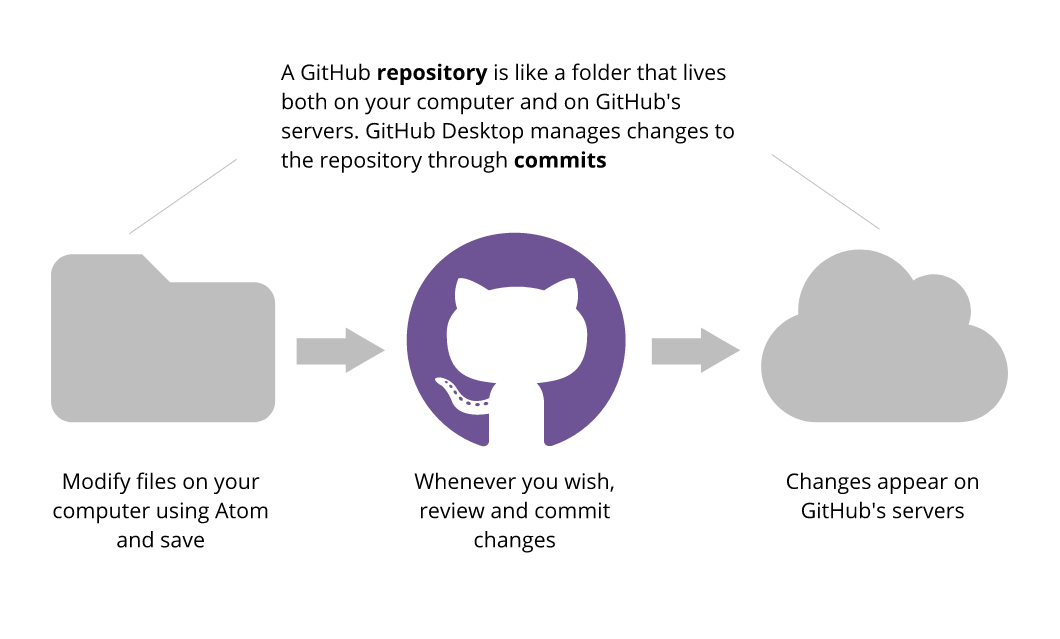 A GitHub repository is like a folder that lives
both on your computer and on GitHub's
servers. GitHub Desktop manages changes to
the repository through commits
Modify files on your
computer using Atom
and save
Whenever you wish,
review and commit
changes
Changes appear on
GitHub's servers